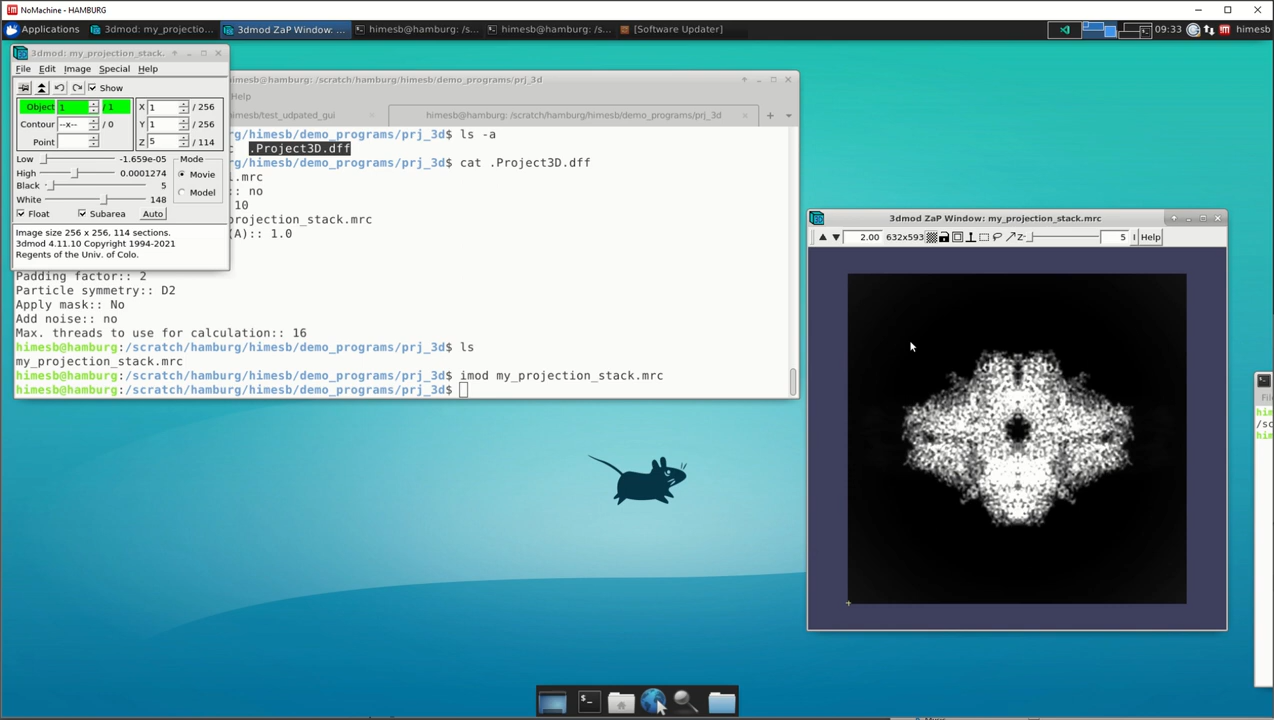 NoMachine - HAMBURG
Applications
3dmod: my_projectio...
3dmod ZaP Window: ...
himesb@hamburg: /s...
himesb@hamburg: /s...
[Software Updater]
09:33
himesb
3dmod: my_projection_stack.
File Edit Image Special Help
Show
Object 1 / 1 X 1 / 256
Contour --x-- / 0 Y 1 / 256
Point Z 5 / 114
Low -1.659e-05 Mode
High 0.0001274 Movie
Black 5
White 148 Model
Float Subarea Auto
Image size 256 x 256, 114 sections.
3dmod 4.11.10 Copyright 1994-2021
Regents of the Univ. of Colo.
himesb@hamburg: /scratch/hamburg/himesb/demo_programs/prj_3d
Help
himesb/test_udpated_gui
himesb@hamburg: /scratch/hamburg/himesb/demo_programs/prj_3d
rg/himesb/demo_programs/prj_3d$ ls -a
c .Project3D.dff
rg/himesb/demo_programs/prj_3d$ cat .Project3D.dff
.mrc
:: no
10
rojection_stack.mrc
(A):: 1.0
Padding factor:: 2
Particle symmetry:: D2
Apply mask:: No
Add noise:: no
Max. threads to use for calculation:: 16
himesb@hamburg:/scratch/hamburg/himesb/demo_programs/prj_3d$ ls
my_projection_stack.mrc
himesb@hamburg:/scratch/hamburg/himesb/demo_programs/prj_3d$ imod my_projection_stack.mrc
himesb@hamburg:/scratch/hamburg/himesb/demo_programs/prj_3d$
3dmod ZaP Window: my_projection_stack.mrc
2.00 632x593 Z 5 I Help
File
him
/sc
him